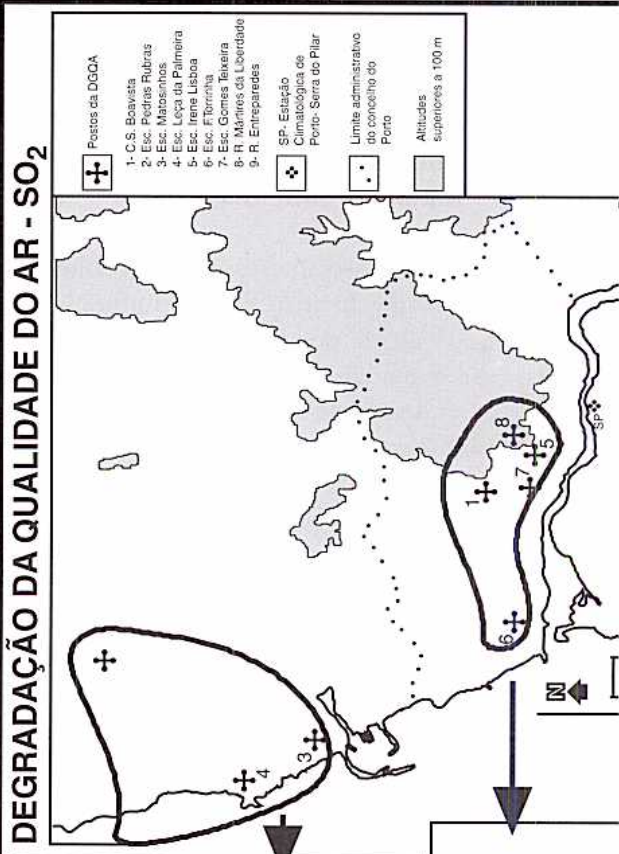 DEGRADAÇÃO DA QUALIDADE DO AR - SO₂
Postos da DGQA
1- C.S. Boavista
2- Esc. Pedras Rubras
3- Esc. Matosinhos
4- Esc. Leça da Palmeira
5- Esc. Irene Lisboa
6- Esc. F.Torrinha
7- Esc. Gomes Teixeira
8- R. Mártires da Liberdade
9- R. Entreparedes
SP- Estação
Climatológica de
Porto- Serra do Pilar
Limite administrativo
do concelho do
Porto
Altitudes
superiores a 100 m
4
3
1
8
7
5
6
SP
N